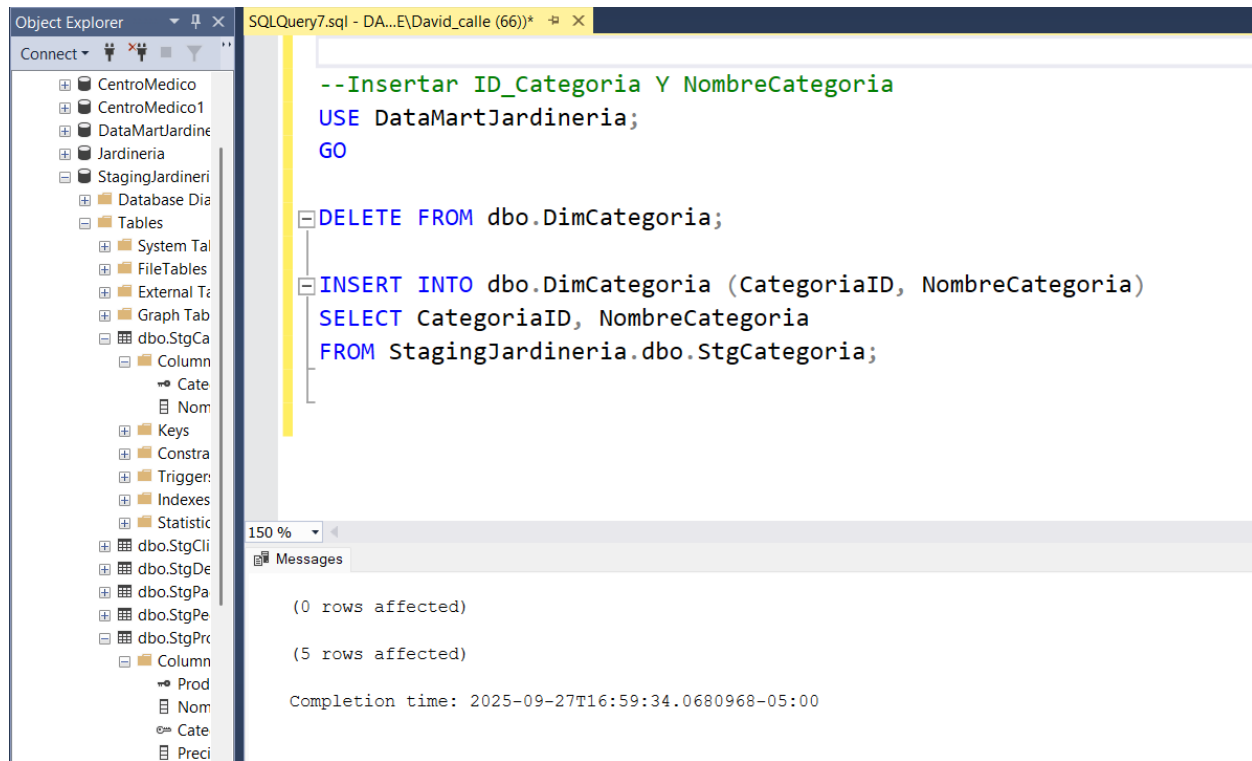 Object Explorer
SQLQuery7.sql - DA...E\David_calle (66))*
Connect
CentroMedico
CentroMedico1
DataMartJardine
Jardineria
StagingJardineri
Database Dia
Tables
System Tal
FileTables
External Ta
Graph Tab
dbo.StgCa
Column
Cate
Nom
Keys
Constra
Trigger
Indexes
Statistic
dbo.StgCli
dbo.StgDe
dbo.StgPa
dbo.StgPe
dbo.StgPro
Column
Prod
Nom
Cate
Preci
--Insertar ID_Categoria Y NombreCategoria
USE DataMartJardineria;
GO
DELETE FROM dbo.DimCategoria;
INSERT INTO dbo.DimCategoria (CategoriaID, NombreCategoria)
SELECT CategoriaID, NombreCategoria
FROM StagingJardineria.dbo.StgCategoria;
150 %
Messages
(0 rows affected)
(5 rows affected)
Completion time: 2025-09-27T16:59:34.0680968-05:00